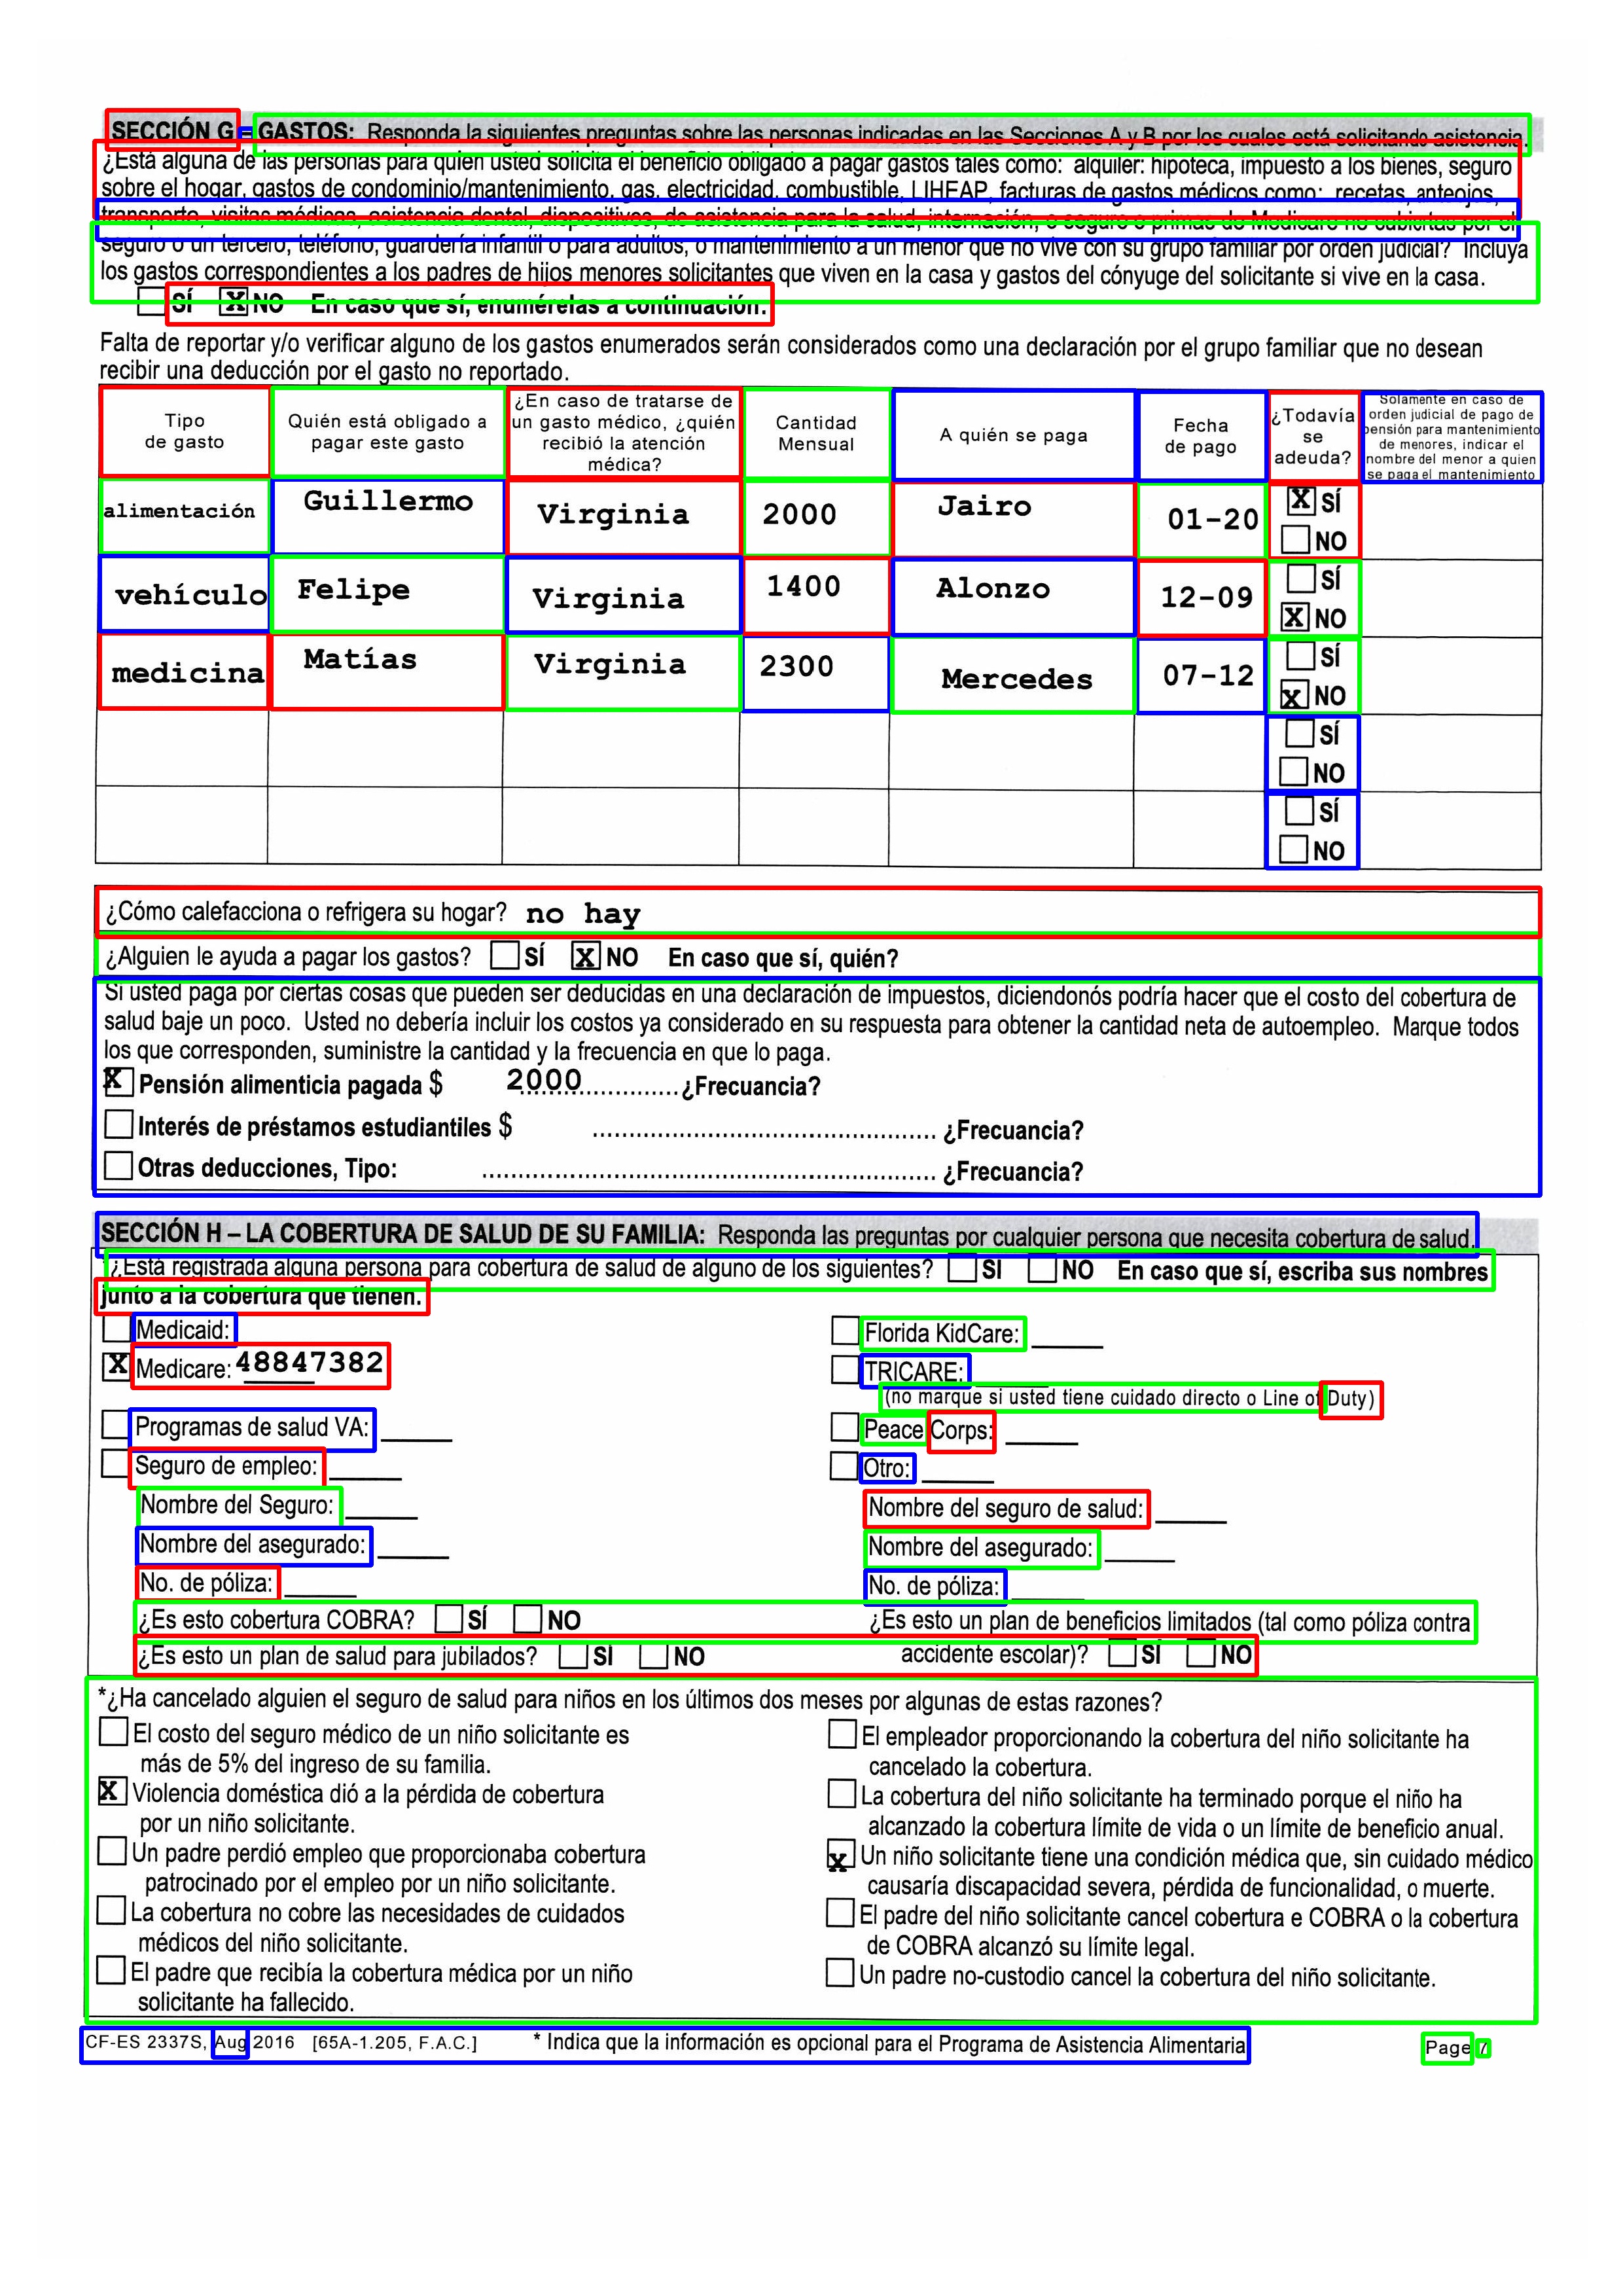 SECCIÓN G – GASTOS: Responda la siguientes preguntas sobre las personas indicadas en las Secciones A y B por los cuales está solicitando asistencia.
¿Está alguna de las personas para quien usted solicita el beneficio obligado a pagar gastos tales como: alquiler: hipoteca, impuesto a los bienes, seguro
sobre el hogar, gastos de condominio/mantenimiento, gas, electricidad, combustible, LIHEAP, facturas de gastos médicos como: recetas, anteojos,
transporte, visitas médicas, asistencia dental, dispositivos, de asistencia para la salud, internación, o seguro o primas de Medicare no cubiertas por el
seguro o un tercero, teléfono, guardería infantil o para adultos, o mantenimiento a un menor que no vive con su grupo familiar por orden judicial? Incluya
los gastos correspondientes a los padres de hijos menores solicitantes que viven en la casa y gastos del cónyuge del solicitante si vive en la casa.
SÍ X NO En caso que sí, enumérelas a continuación.
Falta de reportar y/o verificar alguno de los gastos enumerados serán considerados como una declaración por el grupo familiar que no desean
recibir una deducción por el gasto no reportado.
Tipo
de gasto
Quién está obligado a
pagar este gasto
¿En caso de tratarse de
un gasto médico, ¿quién
recibió la atención
médica?
Cantidad
Mensual
A quién se paga
Fecha
de pago
¿Todavía
se
adeuda?
Solamente en caso de
orden judicial de pago de
pensión para mantenimiento
de menores, indicar el
nombre del menor a quien
se paga el mantenimiento
alimentación Guillermo Virginia 2000 Jairo 01-20 X SÍ
NO
vehículo Felipe Virginia 1400 Alonzo 12-09 SÍ
X NO
medicina Matías Virginia 2300 Mercedes 07-12 SÍ
x NO
SÍ
NO
SÍ
NO
¿Cómo calefacciona o refrigera su hogar? no hay
¿Alguien le ayuda a pagar los gastos? SÍ X NO En caso que sí, quién?
Si usted paga por ciertas cosas que pueden ser deducidas en una declaración de impuestos, diciendonós podría hacer que el costo del cobertura de
salud baje un poco. Usted no debería incluir los costos ya considerado en su respuesta para obtener la cantidad neta de autoempleo. Marque todos
los que corresponden, suministre la cantidad y la frecuencia en que lo paga.
X Pensión alimenticia pagada $ 2000 ¿Frecuancia?
Interés de préstamos estudiantiles $ ¿Frecuancia?
Otras deducciones, Tipo: ¿Frecuancia?
SECCIÓN H – LA COBERTURA DE SALUD DE SU FAMILIA: Responda las preguntas por cualquier persona que necesita cobertura de salud.
¿Está registrada alguna persona para cobertura de salud de alguno de los siguientes? SÍ NO En caso que sí, escriba sus nombres
junto a la cobertura que tienen.
Medicaid: Florida KidCare:
X Medicare: 48847382 TRICARE:
(no marque si usted tiene cuidado directo o Line of Duty)
Programas de salud VA: Peace Corps:
Seguro de empleo: Otro:
Nombre del Seguro: Nombre del seguro de salud:
Nombre del asegurado: Nombre del asegurado:
No. de póliza: No. de póliza:
¿Es esto cobertura COBRA? SÍ NO ¿Es esto un plan de beneficios limitados (tal como póliza contra
¿Es esto un plan de salud para jubilados? SÍ NO accidente escolar)? SÍ NO
*¿Ha cancelado alguien el seguro de salud para niños en los últimos dos meses por algunas de estas razones?
El costo del seguro médico de un niño solicitante es
más de 5% del ingreso de su familia.
X Violencia doméstica dió a la pérdida de cobertura
por un niño solicitante.
Un padre perdió empleo que proporcionaba cobertura
patrocinado por el empleo por un niño solicitante.
La cobertura no cobre las necesidades de cuidados
médicos del niño solicitante.
El padre que recibía la cobertura médica por un niño
solicitante ha fallecido.
El empleador proporcionando la cobertura del niño solicitante ha
cancelado la cobertura.
La cobertura del niño solicitante ha terminado porque el niño ha
alcanzado la cobertura límite de vida o un límite de beneficio anual.
x Un niño solicitante tiene una condición médica que, sin cuidado médico
causaría discapacidad severa, pérdida de funcionalidad, o muerte.
El padre del niño solicitante cancel cobertura e COBRA o la cobertura
de COBRA alcanzó su límite legal.
Un padre no-custodio cancel la cobertura del niño solicitante.
CF-ES 2337S, Aug 2016 [65A-1.205, F.A.C.] * Indica que la información es opcional para el Programa de Asistencia Alimentaria Page 7